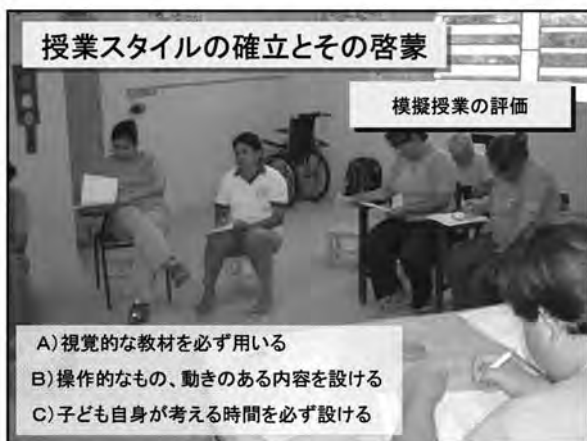 授業スタイルの確立とその啓蒙
模擬授業の評価
A)視覚的な教材を必ず用いる
B)操作的なもの、動きのある内容を設ける
C)子ども自身が考える時間を必ず設ける